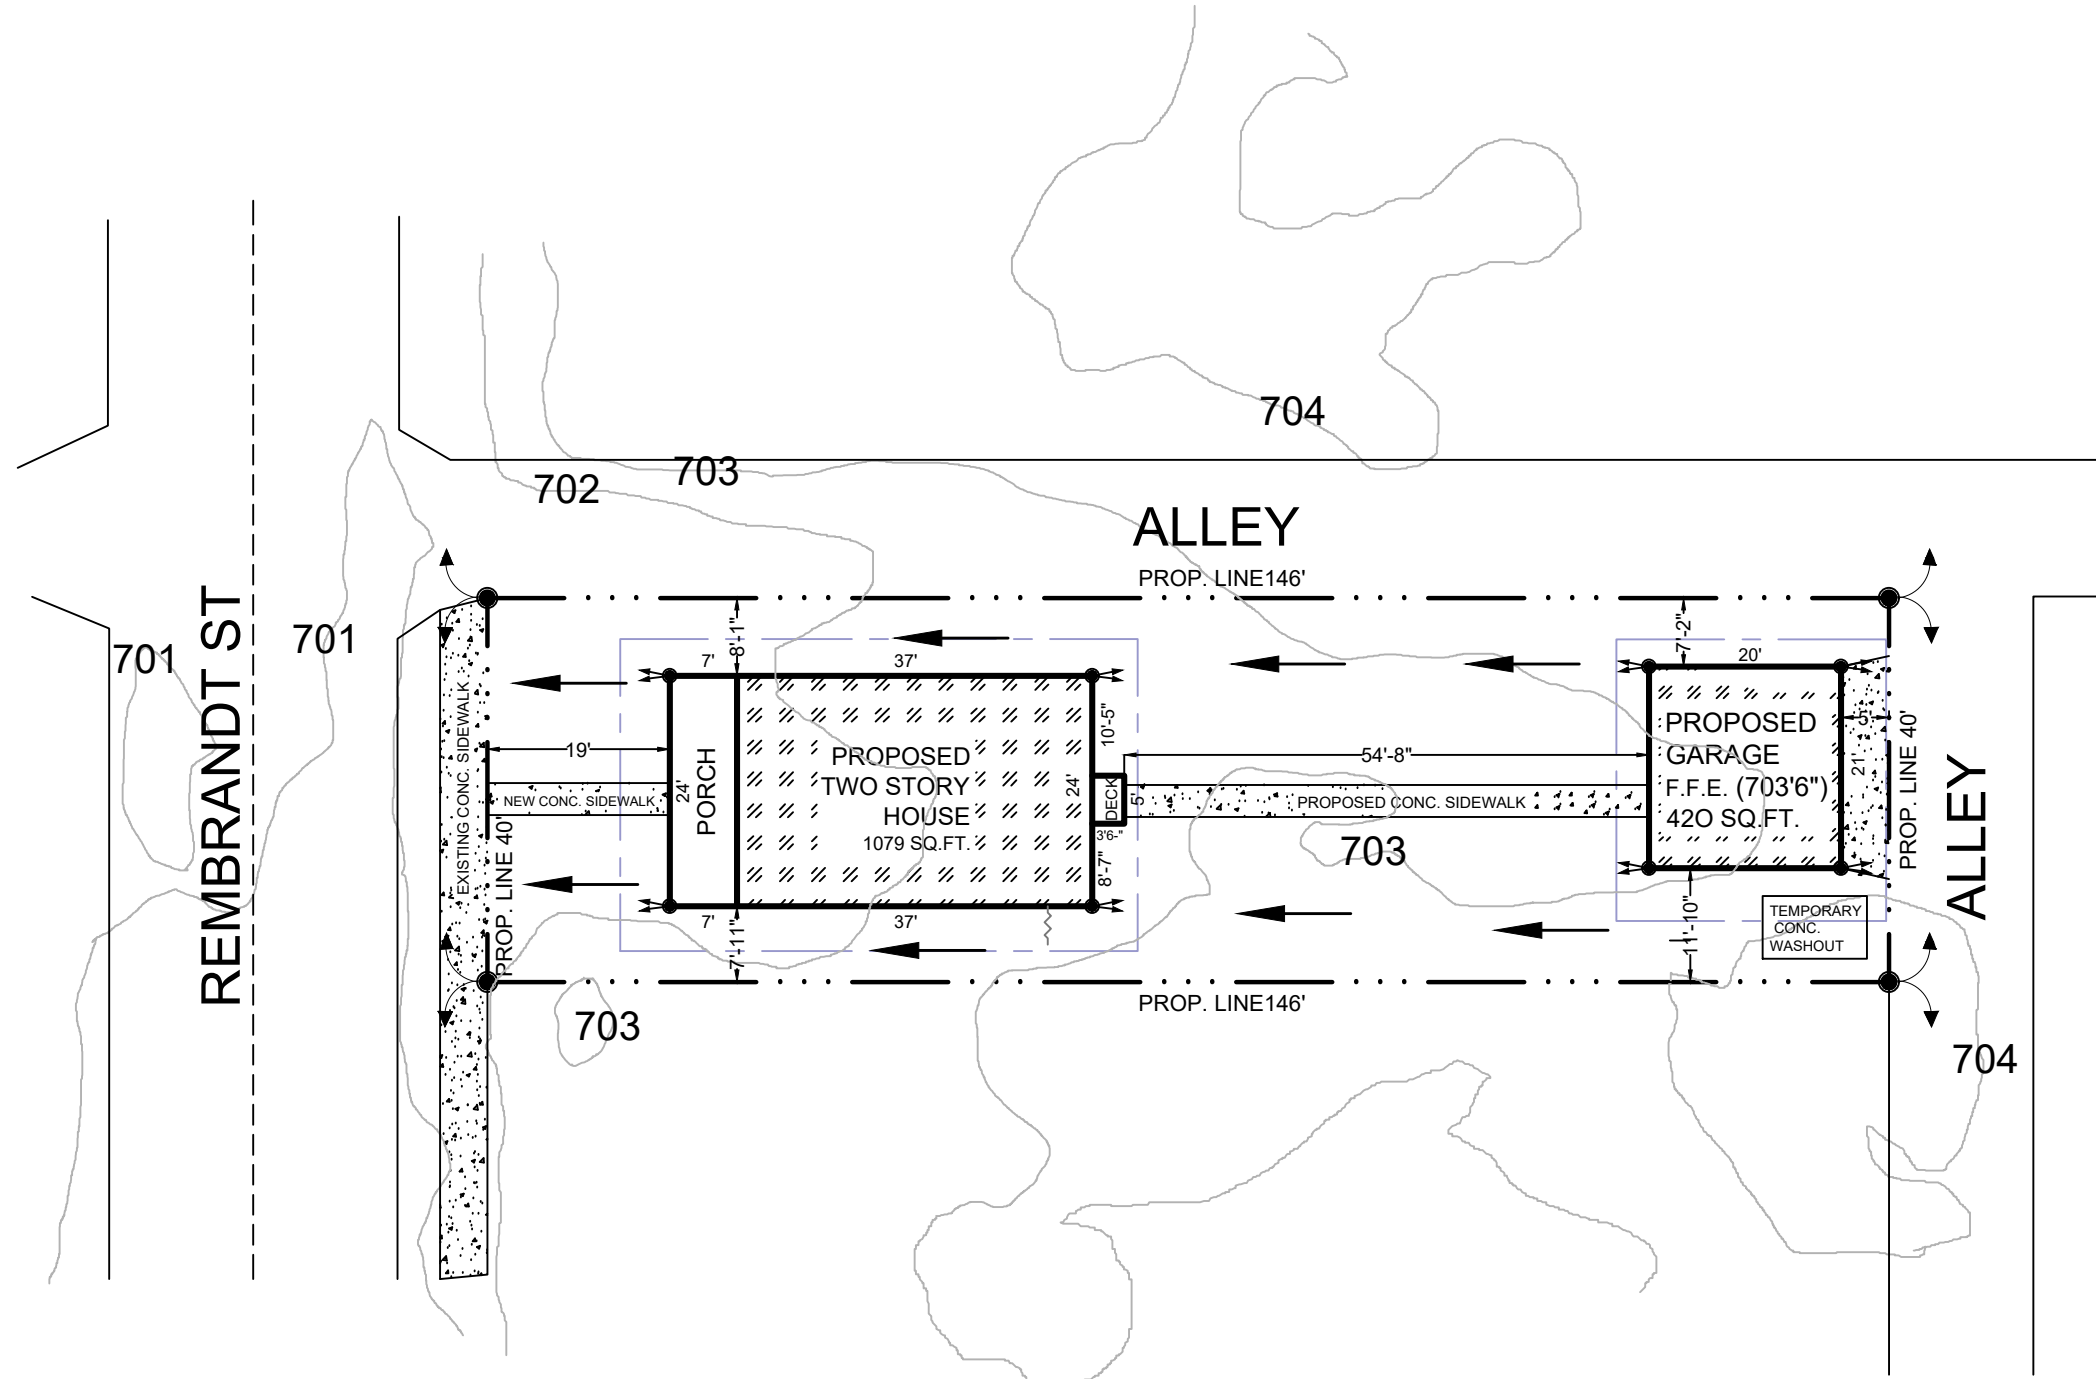 704
703
702
ALLEY
PROP. LINE146'
REMBRANDT ST
701
701
EXISTING CONC. SIDEWALK
PROP. LINE 40'
19'
NEW CONC. SIDEWALK
7'
8'-1"
37'
24'
PORCH
PROPOSED
TWO STORY
HOUSE
1079 SQ.FT.
10'-5"
24'
DECK
5'
3'6-"
8'-7"
7'
7'-11"
37'
54'-8"
PROPOSED CONC. SIDEWALK
703
7'-2"
20'
PROPOSED
GARAGE
F.F.E. (703'6")
42O SQ.FT.
21'
5'
PROP. LINE 40'
ALLEY
11'-10"
TEMPORARY
CONC.
WASHOUT
PROP. LINE146'
703
704